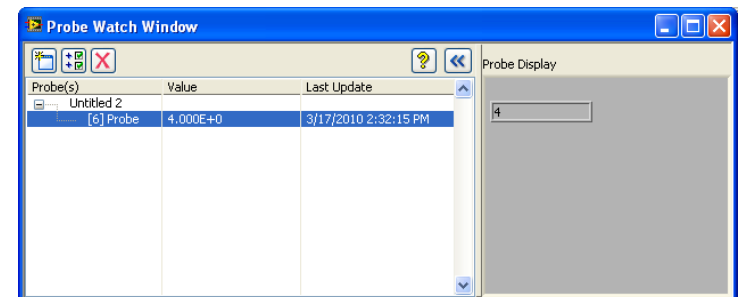 Probe Watch Window
Probe Display
Probe(s) Value Last Update
Untitled 2
[6] Probe 4.000E+0 3/17/2010 2:32:15 PM
4